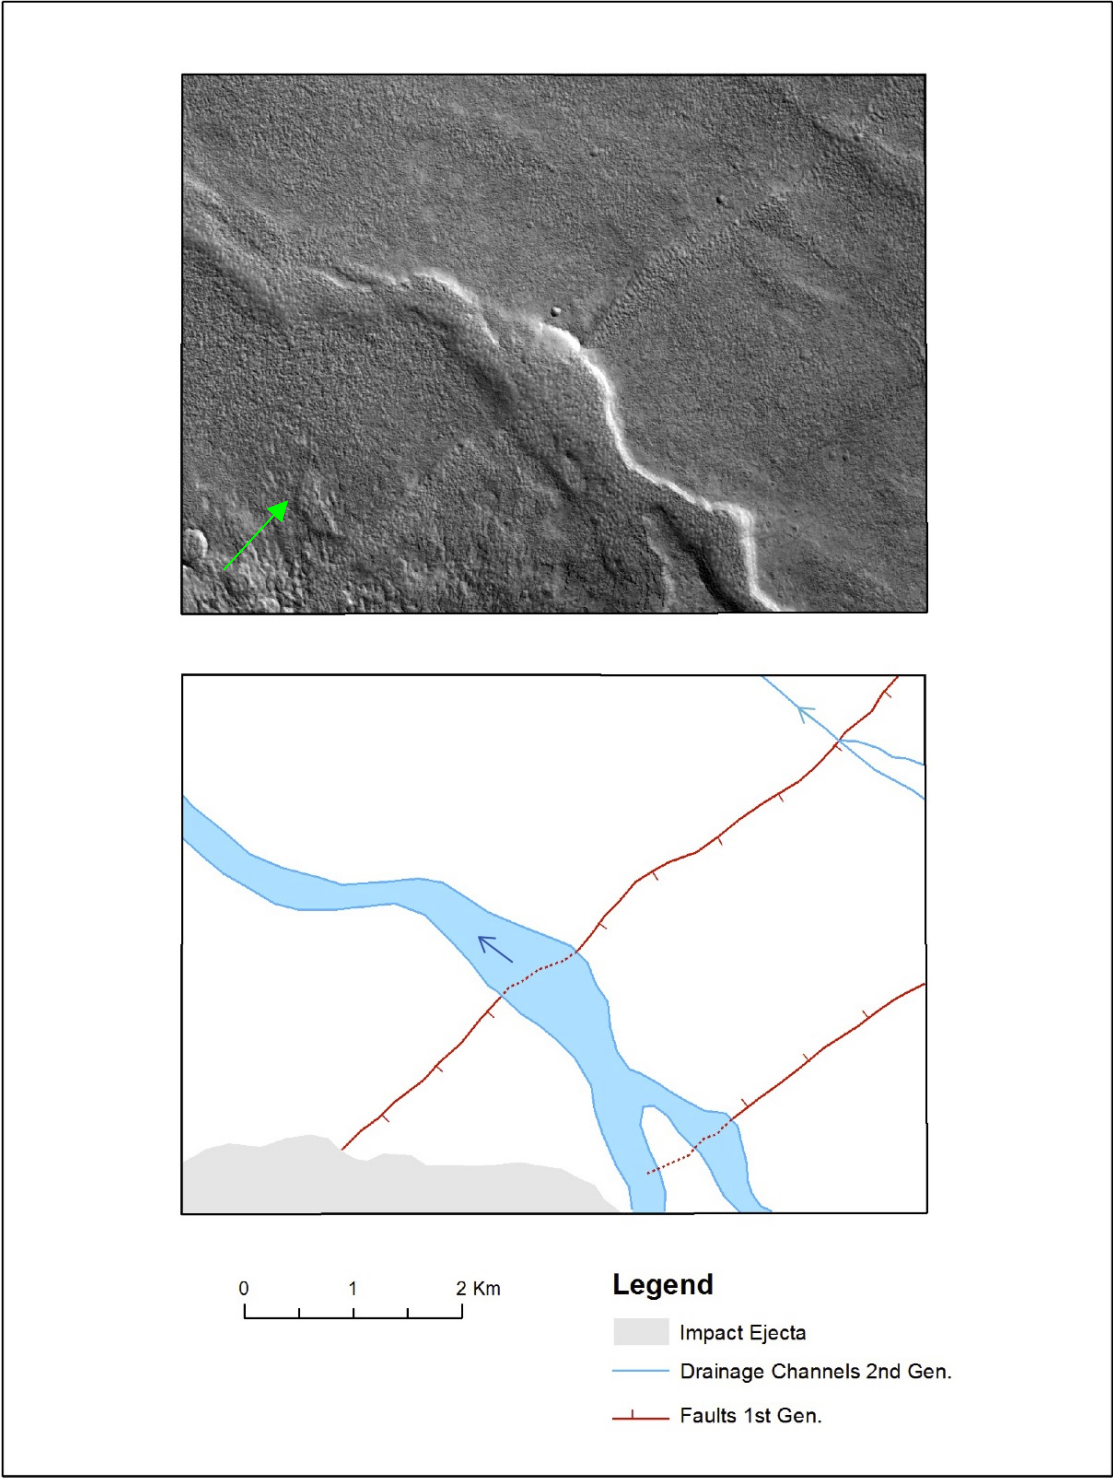 0 1 2 Km
Legend
Impact Ejecta
Drainage Channels 2nd Gen.
Faults 1st Gen.